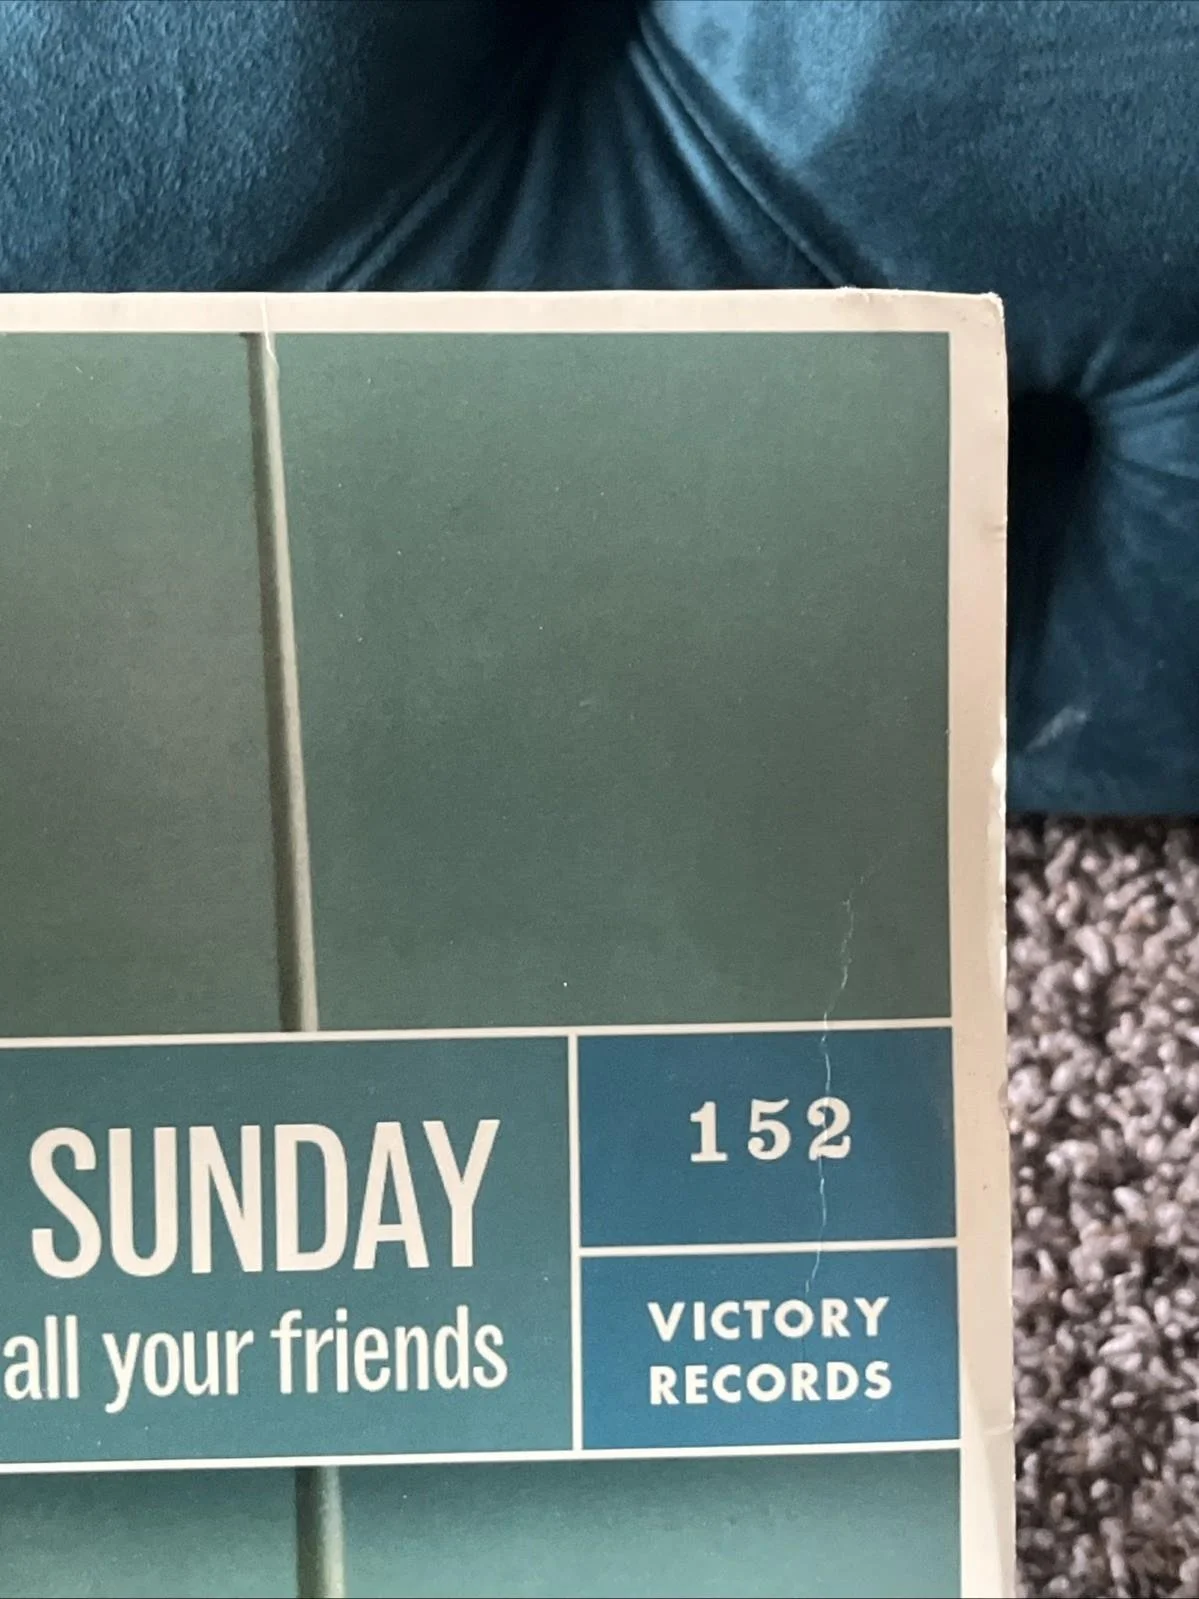 SUNDAY
all your friends
152
VICTORY
RECORDS